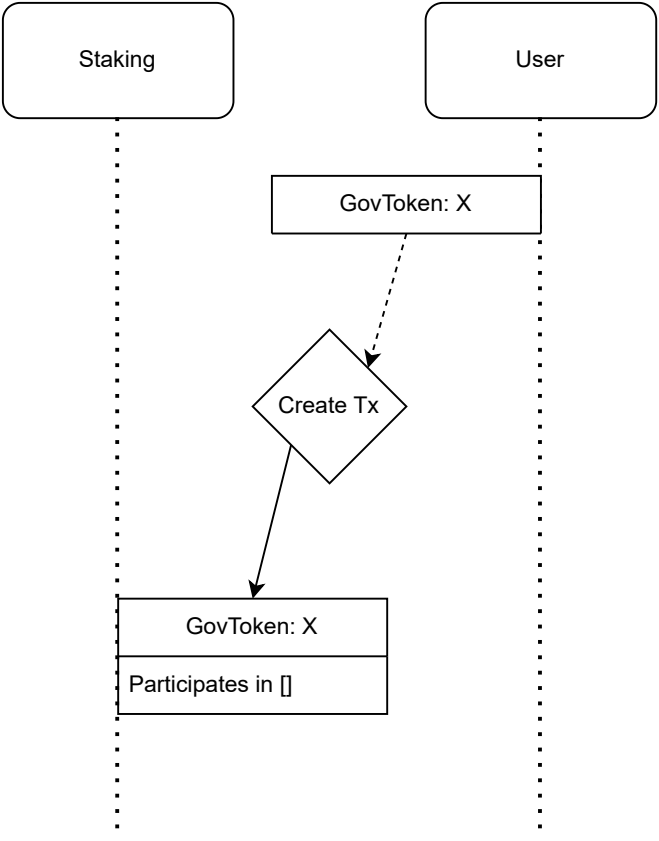 Staking
User
GovToken: X
Create Tx
GovToken: X
Participates in []